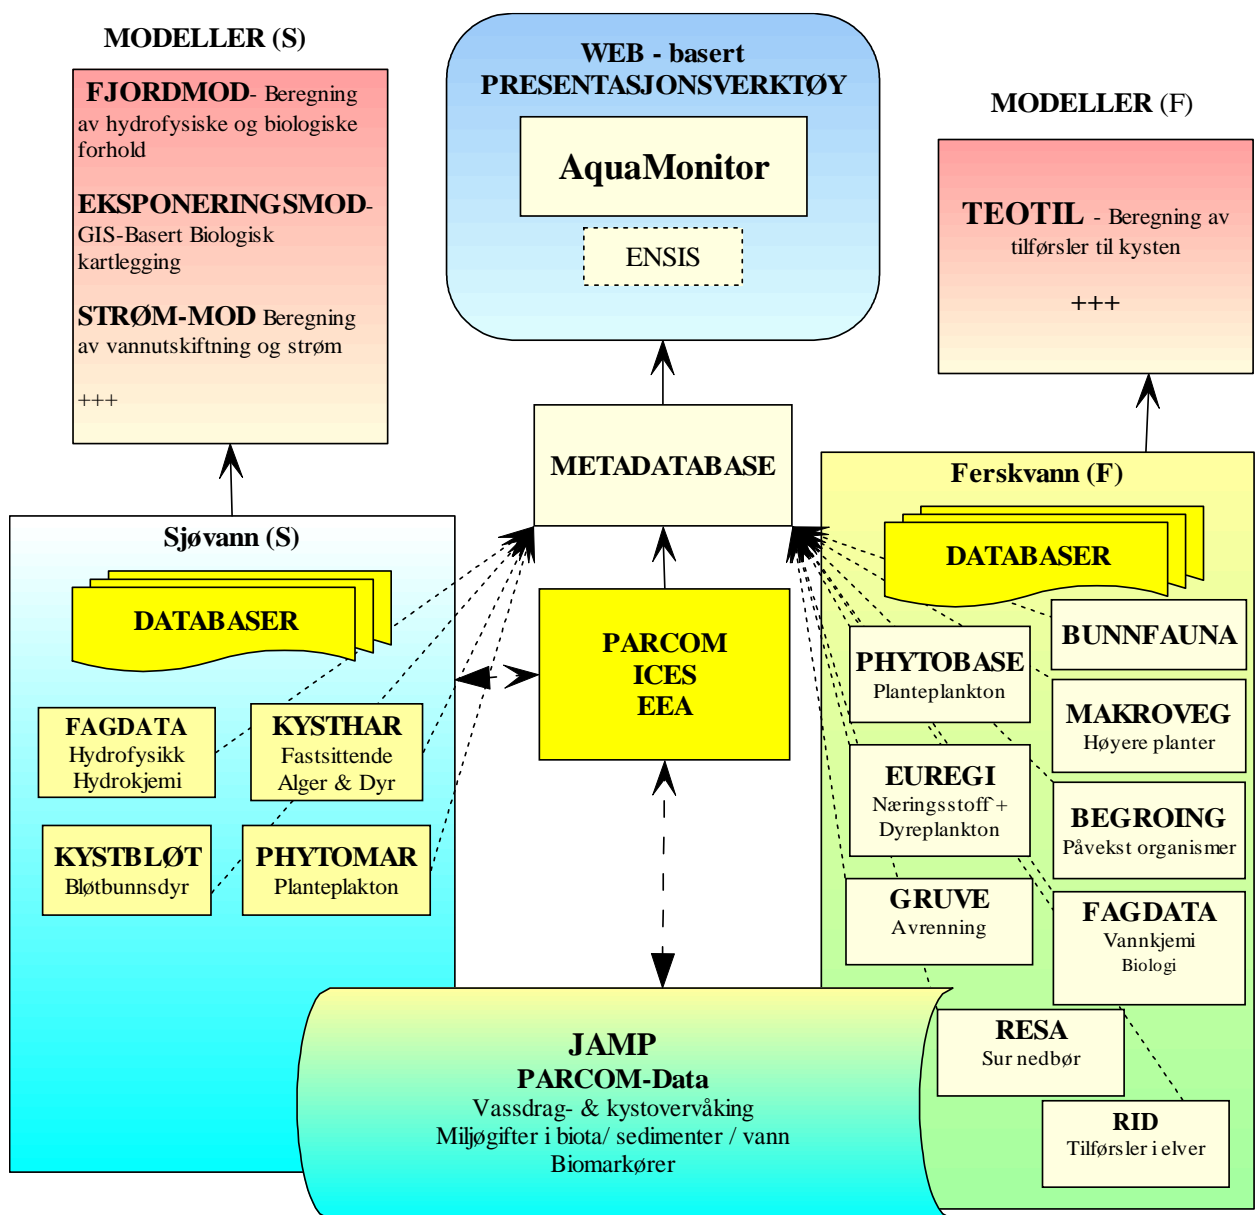 MODELLER (S)
FJORDMOD- Beregning
av hydrofysiske og biologiske
forhold
EKSPONERINGSMOD-
GIS-Basert Biologisk
kartlegging
STRØM-MOD Beregning
av vannutskiftning og strøm
+++
WEB - basert
PRESENTASJONSVERKTØY
AquaMonitor
ENSIS
MODELLER (F)
TEOTIL - Beregning av
tilførsler til kysten
+++
METADATABASE
Sjøvann (S)
DATABASER
FAGDATA
Hydrofysikk
Hydrokjemi
KYSTHAR
Fastsittende
Alger & Dyr
KYSTBLØT
Bløtbunnsdyr
PHYTOMAR
Planteplakton
PARCOM
ICES
EEA
Ferskvann (F)
DATABASER
BUNNFAUNA
PHYTOBASE
Planteplankton
MAKROVEG
Høyere planter
EUREGI
Næringsstoff +
Dyreplankton
BEGROING
Påvekst organismer
GRUVE
Avrenning
FAGDATA
Vannkjemi
Biologi
RESA
Sur nedbør
RID
Tilførsler i elver
JAMP
PARCOM-Data
Vassdrag- & kystovervåking
Miljøgifter i biota/ sedimenter / vann
Biomarkører